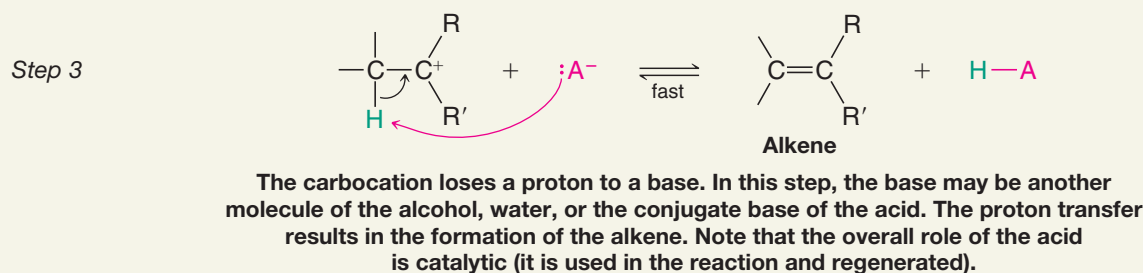 Step 3
R
—C—C⁺ + :A⁻ ⇌ C=C + H—A
fast
H R′ R′
R
Alkene
The carbocation loses a proton to a base. In this step, the base may be another
molecule of the alcohol, water, or the conjugate base of the acid. The proton transfer
results in the formation of the alkene. Note that the overall role of the acid
is catalytic (it is used in the reaction and regenerated).